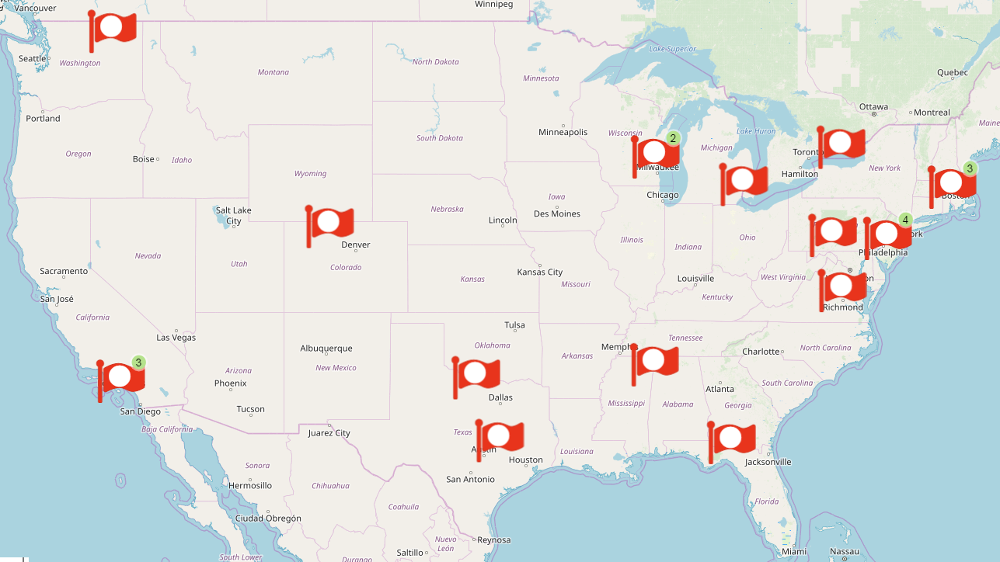 Vancouver
Winnipeg
Seattle
Washington
Montana
North Dakota
Minnesota
Lake Superior
Quebec
Ottawa
Montreal
Maine
Portland
Oregon
Boise
Idaho
South Dakota
Minneapolis
Wisconsin
2
Michigan
Lake Huron
Toronto
Hamilton
New York
3
Boston
Wyoming
Milwaukee
Chicago
Iowa
Des Moines
Salt Lake
City
Nebraska
Lincoln
4
Denver
Nevada
Utah
Colorado
Illinois
Indiana
Ohio
Philadelphia
Sacramento
San José
California
Kansas
Kansas City
Missouri
Louisville
Kentucky
West Virginia
Richmond
Las Vegas
Albuquerque
New Mexico
Tulsa
Oklahoma
Arkansas
Memphis
Tennessee
Charlotte
North Carolina
3
Arizona
Phoenix
Tucson
San Diego
Baja California
Dallas
Mississippi
Alabama
Atlanta
Georgia
South Carolina
Juarez City
Texas
Austin
Houston
San Antonio
Louisiana
Jacksonville
Florida
Sonora
Hermosillo
Chihuahua
Ciudad Obregón
Coahuila
Nuevo
León
Reynosa
Saltillo
Durango
South Lower
Miami
Nassau